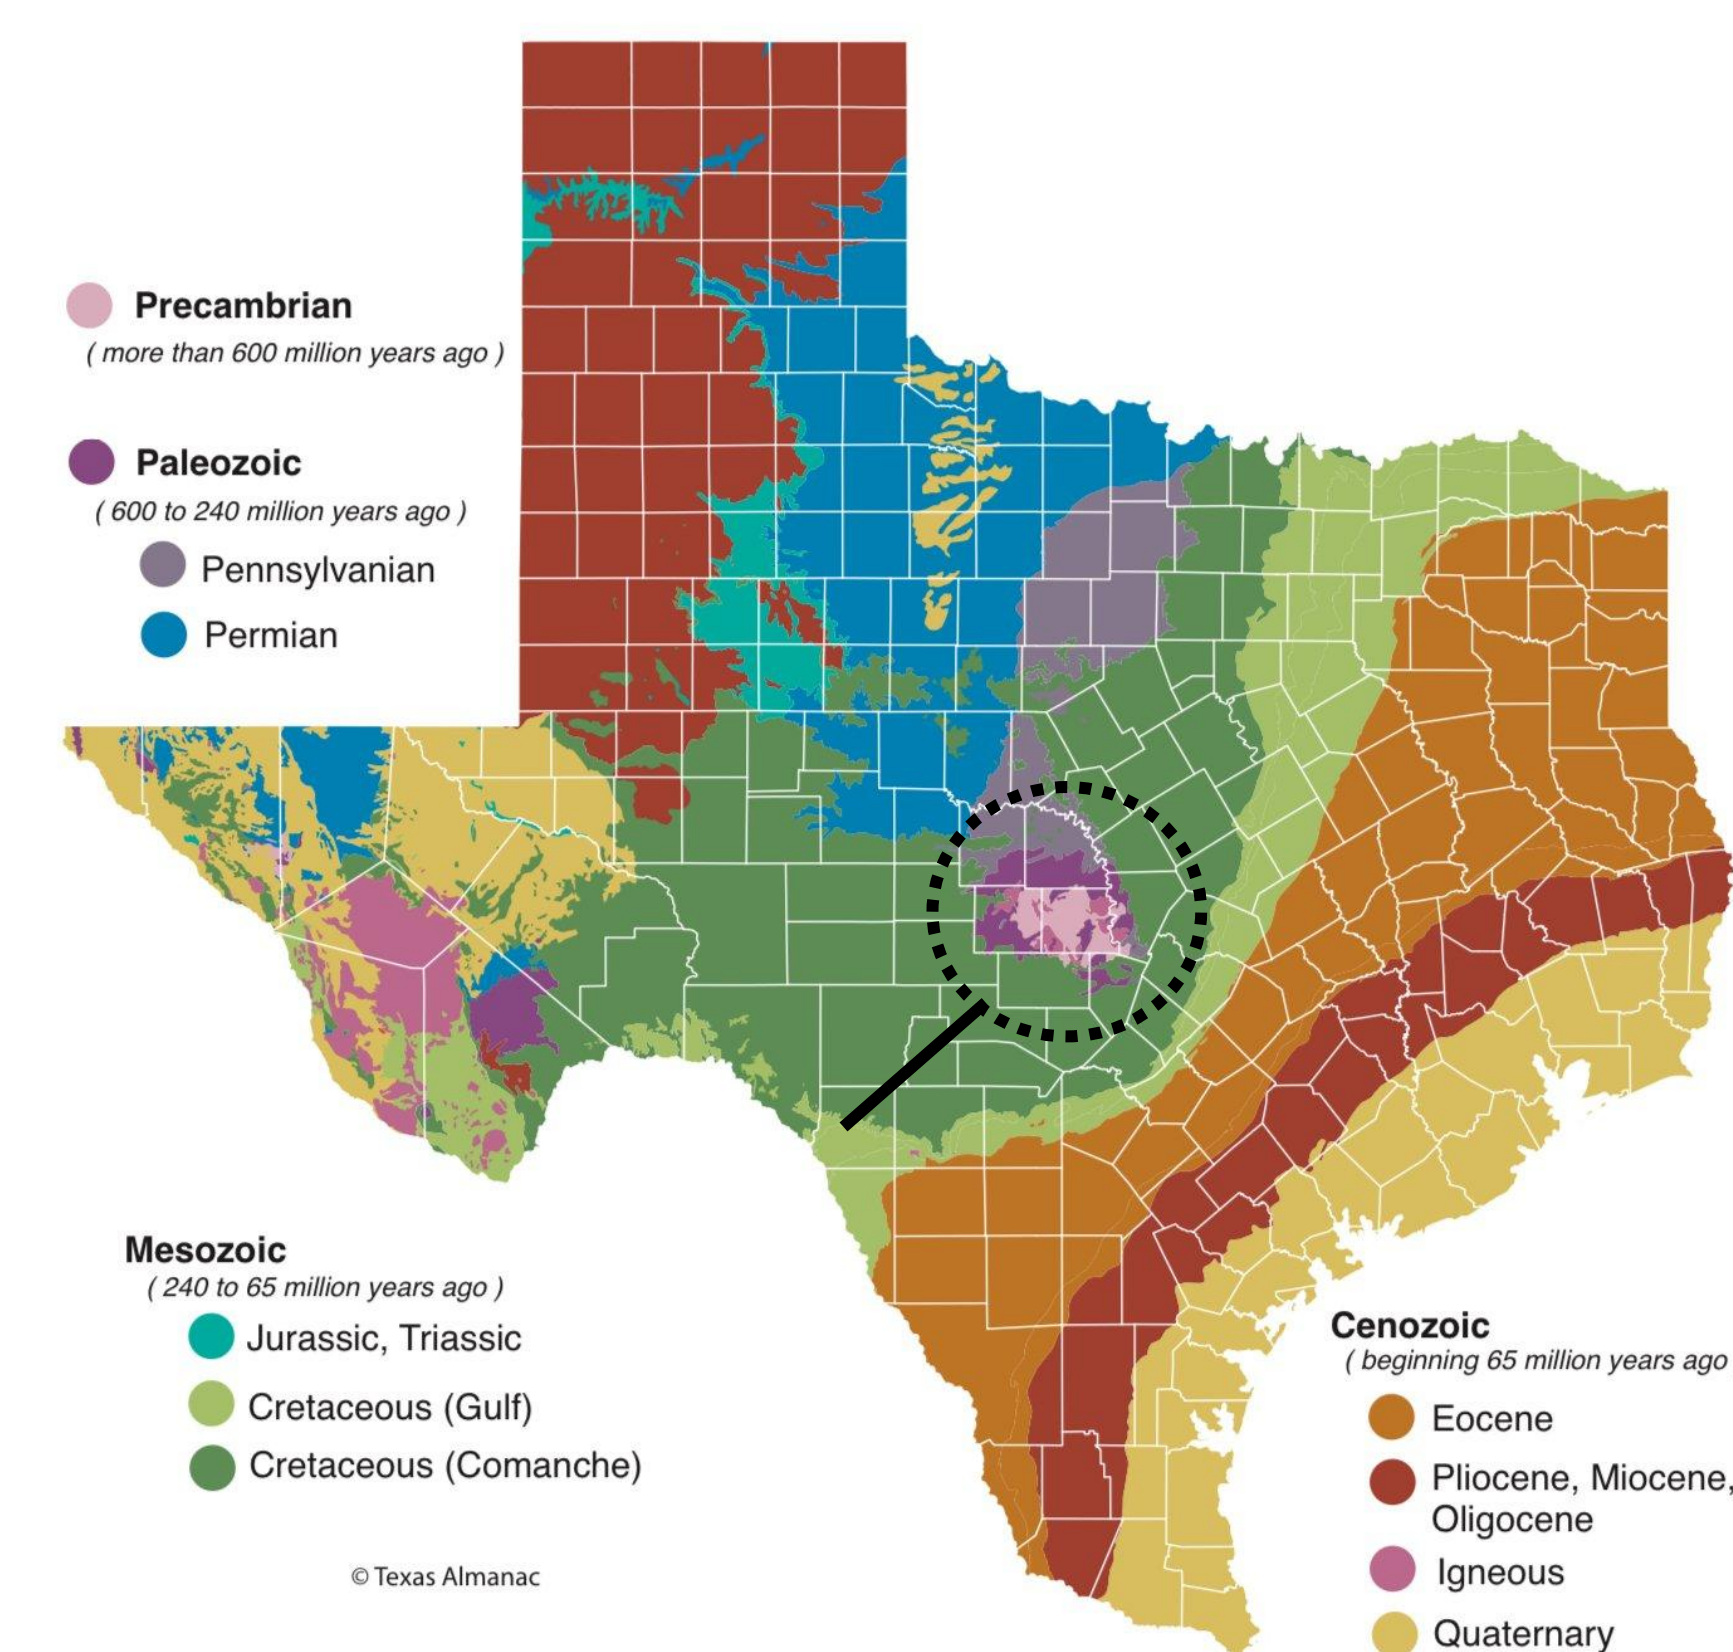 Precambrian
( more than 600 million years ago )
Paleozoic
( 600 to 240 million years ago )
Pennsylvanian
Permian
Mesozoic
( 240 to 65 million years ago )
Jurassic, Triassic
Cretaceous (Gulf)
Cretaceous (Comanche)
© Texas Almanac
Cenozoic
( beginning 65 million years ago
Eocene
Pliocene, Miocene,
Oligocene
Igneous
Quaternary